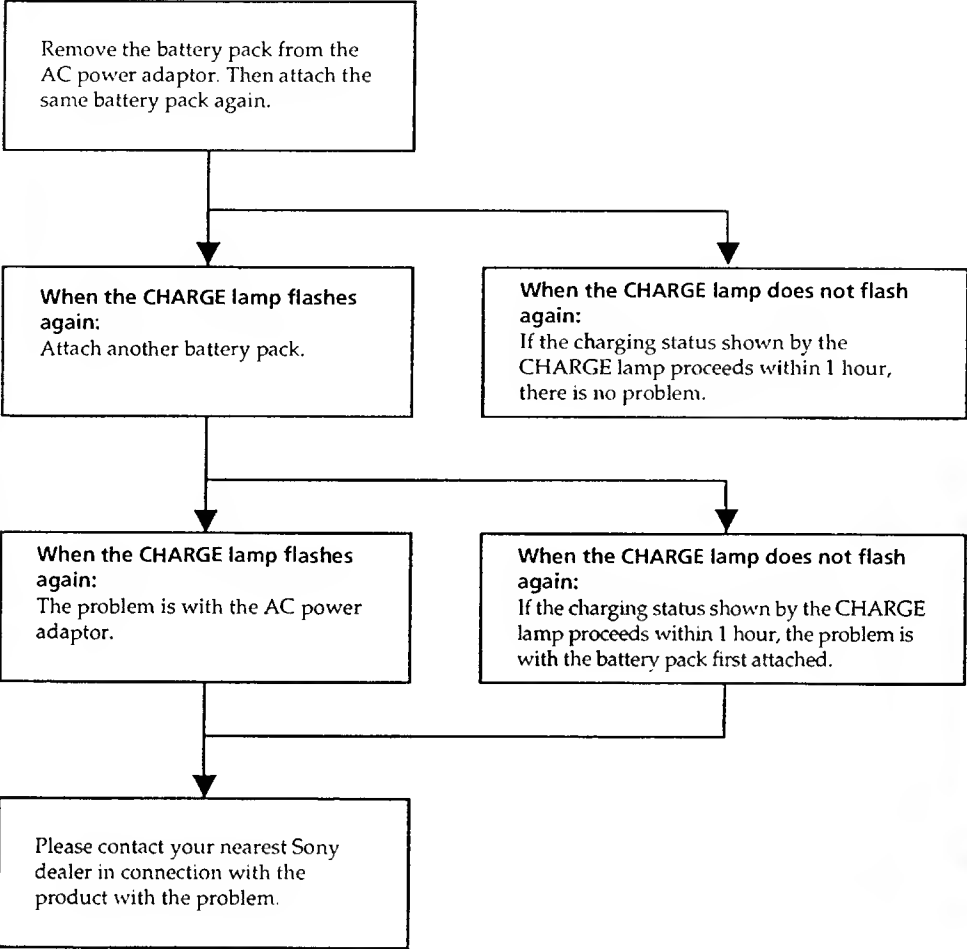 Remove the battery pack from the
AC power adaptor. Then attach the
same battery pack again.
When the CHARGE lamp flashes
again:
Attach another battery pack.
When the CHARGE lamp does not flash
again:
If the charging status shown by the
CHARGE lamp proceeds within 1 hour,
there is no problem.
When the CHARGE lamp flashes
again:
The problem is with the AC power
adaptor.
When the CHARGE lamp does not flash
again:
If the charging status shown by the CHARGE
lamp proceeds within 1 hour, the problem is
with the battery pack first attached.
Please contact your nearest Sony
dealer in connection with the
product with the problem.